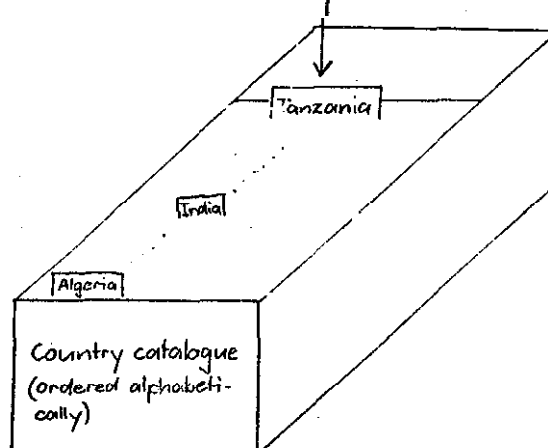 Tanzania
India
Algeria
Country catalogue
(ordered alphabeti-
cally)